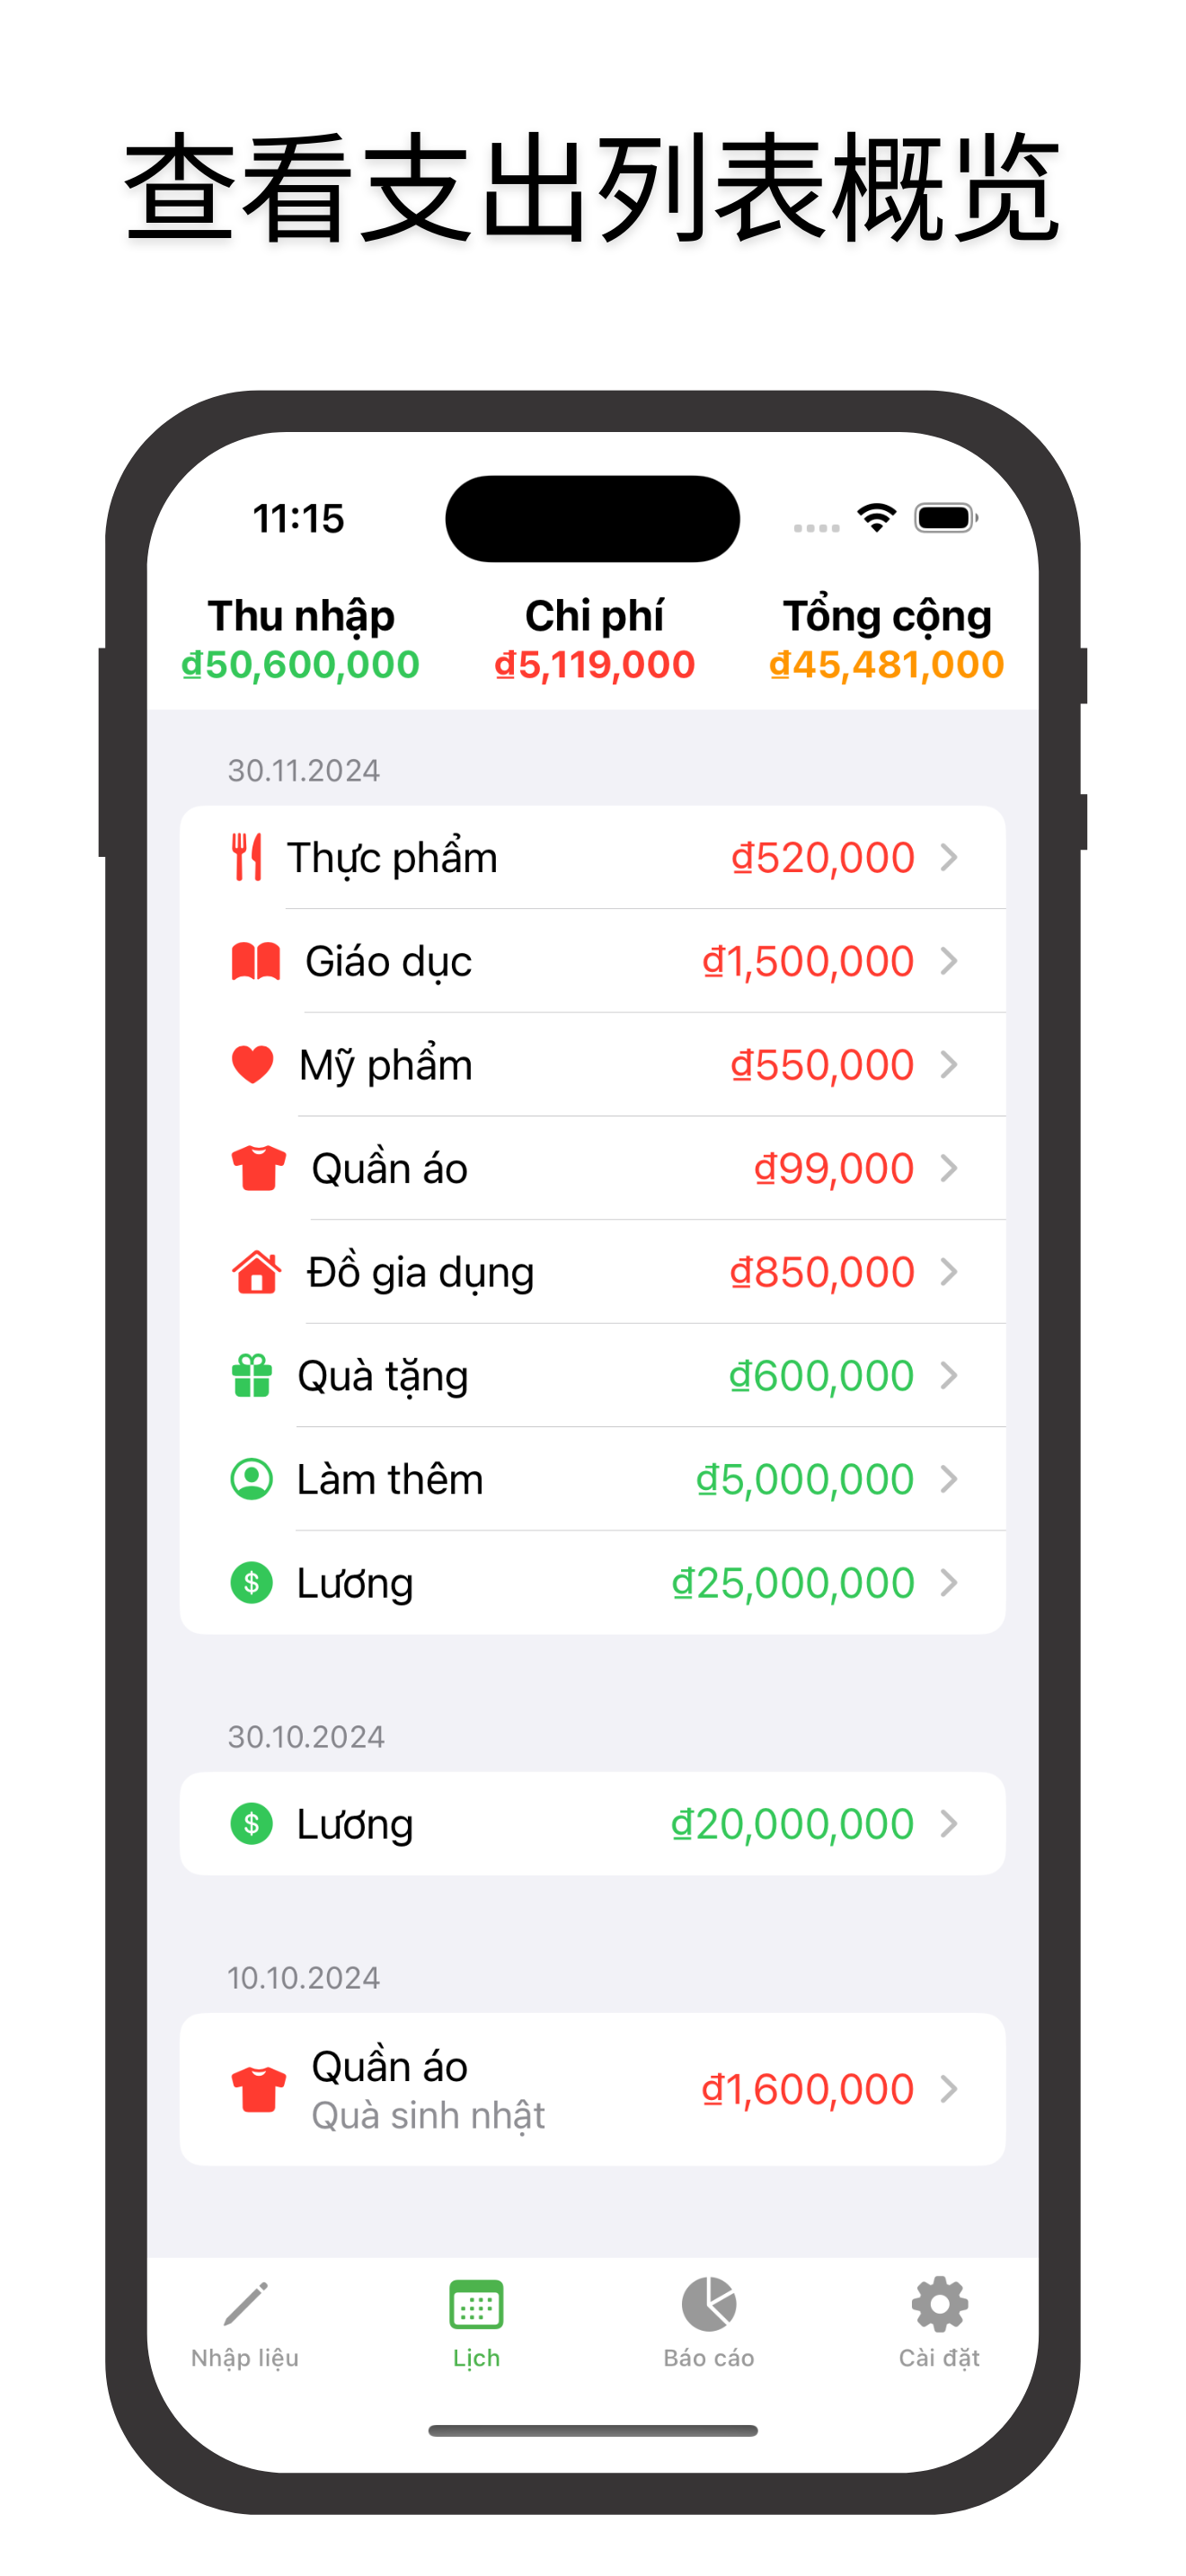 查看支出列表概览
11:15
Thu nhập Chi phí Tổng cộng
₫50,600,000 ₫5,119,000 ₫45,481,000
30.11.2024
Thực phẩm ₫520,000
Giáo dục ₫1,500,000
Mỹ phẩm ₫550,000
Quần áo ₫99,000
Đồ gia dụng ₫850,000
Quà tặng ₫600,000
Làm thêm ₫5,000,000
$ Lương ₫25,000,000
30.10.2024
$ Lương ₫20,000,000
10.10.2024
Quần áo ₫1,600,000
Quà sinh nhật
Nhập liệu Lịch Báo cáo Cài đặt